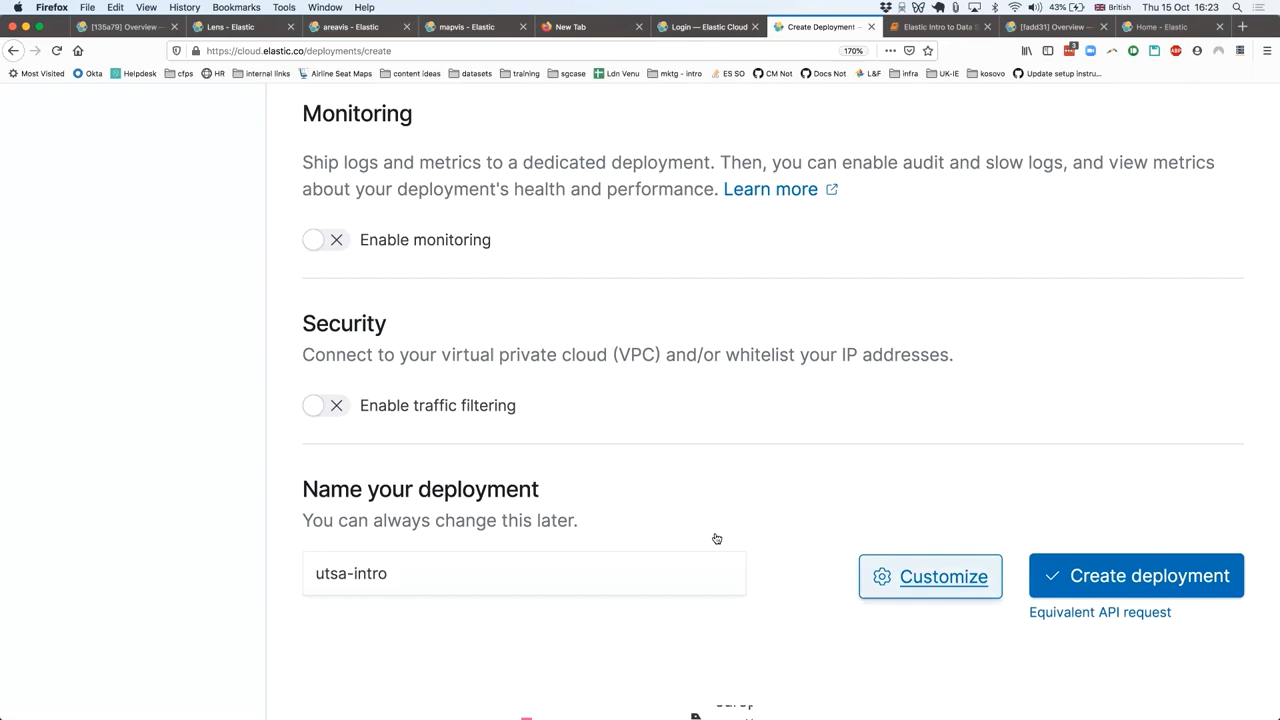 Firefox File Edit View History Bookmarks Tools Window Help 43% British Thu 15 Oct 16:23
[135a79] Overview — Lens - Elastic areavis - Elastic mapvis - Elastic New Tab Login — Elastic Cloud Create Deployment — Elastic Intro to Data S [fadd31] Overview — Home - Elastic
https://cloud.elastic.co/deployments/create 170%
Most Visited Okta Helpdesk cfps HR internal links Airline Seat Maps content ideas datasets training sgcase Ldn Venu mktg - intro ES SO CM Not Docs Not L&F infra UK-IE kosovo Update setup instru...
Monitoring
Ship logs and metrics to a dedicated deployment. Then, you can enable audit and slow logs, and view metrics
about your deployment's health and performance. Learn more
Enable monitoring
Security
Connect to your virtual private cloud (VPC) and/or whitelist your IP addresses.
Enable traffic filtering
Name your deployment
You can always change this later.
utsa-intro
Customize
Create deployment
Equivalent API request